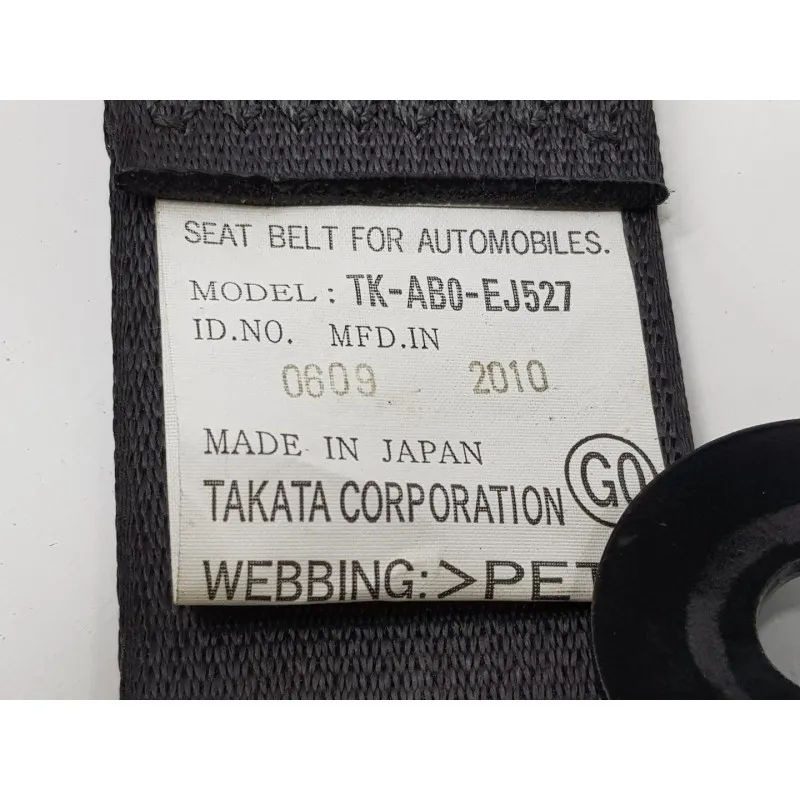 SEAT BELT FOR AUTOMOBILES.
MODEL: TK-AB0-EJ527
ID.NO. MFD.IN
0609 2010
MADE IN JAPAN
TAKATA CORPORATION GO
WEBBING:>PET